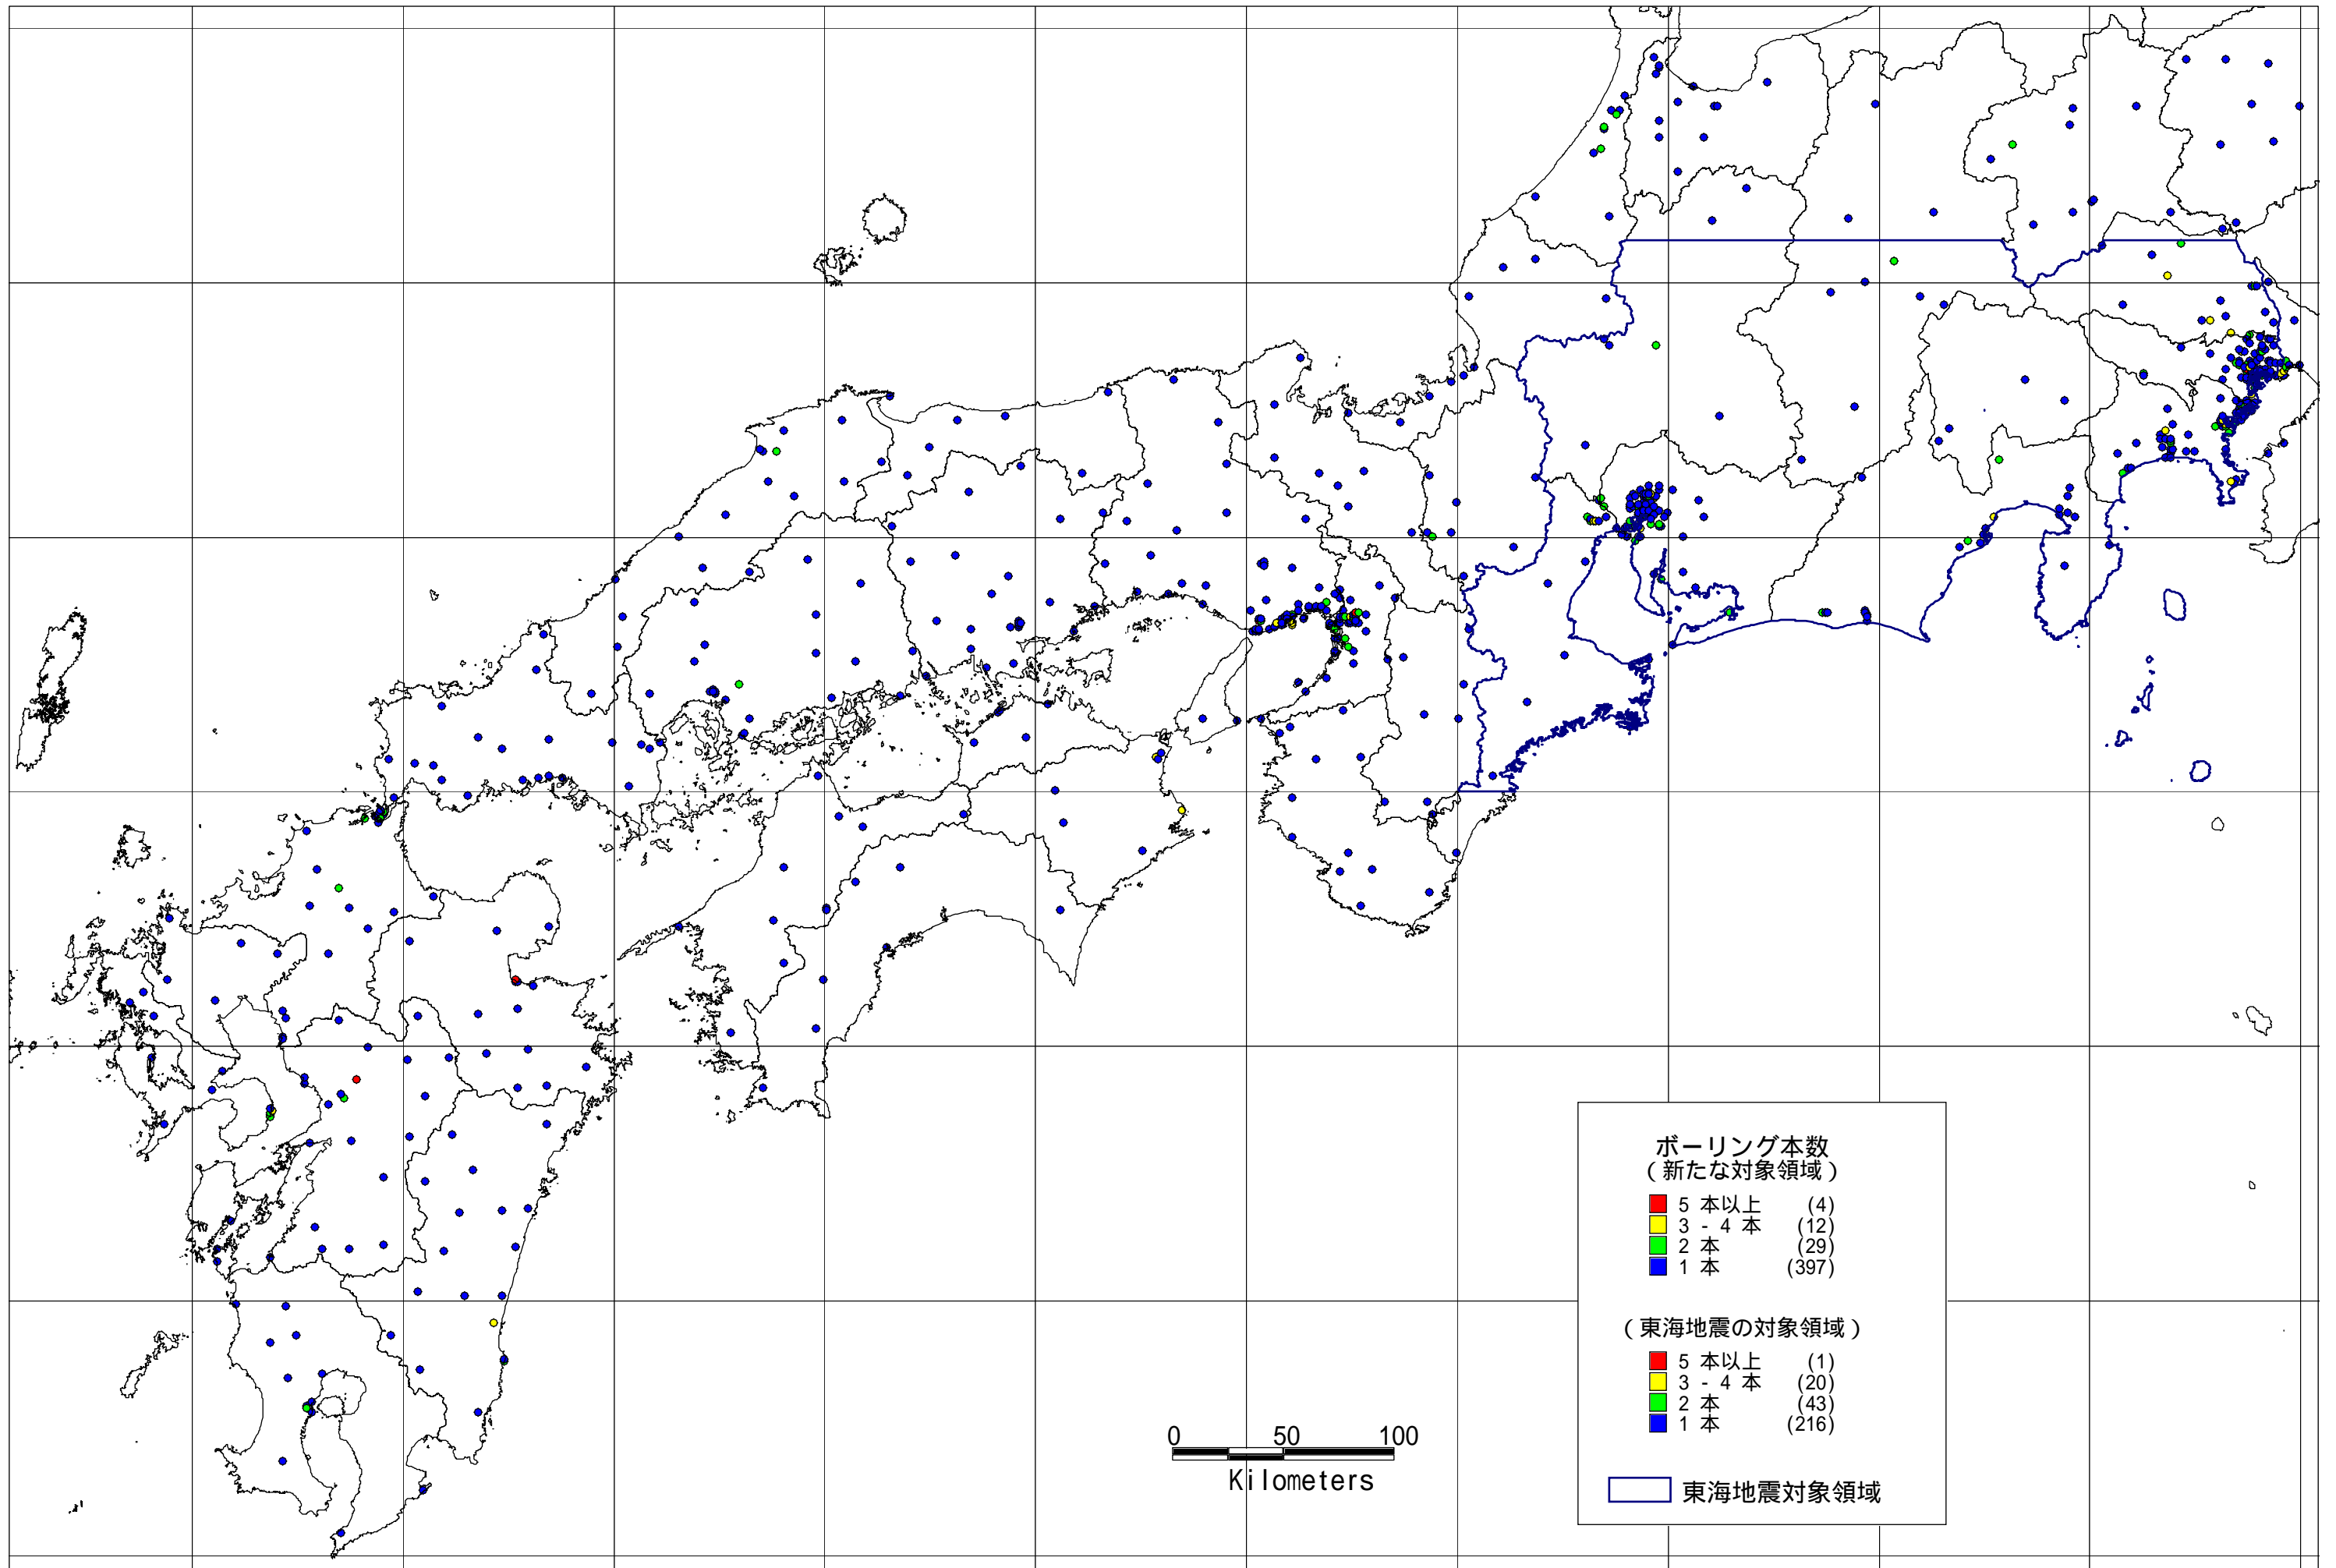 ボーリング本数
（新たな対象領域）
5 本以上 (4)
3 - 4 本 (12)
2 本 (29)
1 本 (397)
（東海地震の対象領域）
5 本以上 (1)
3 - 4 本 (20)
2 本 (43)
1 本 (216)
東海地震対象領域
0 50 100
Kilometers